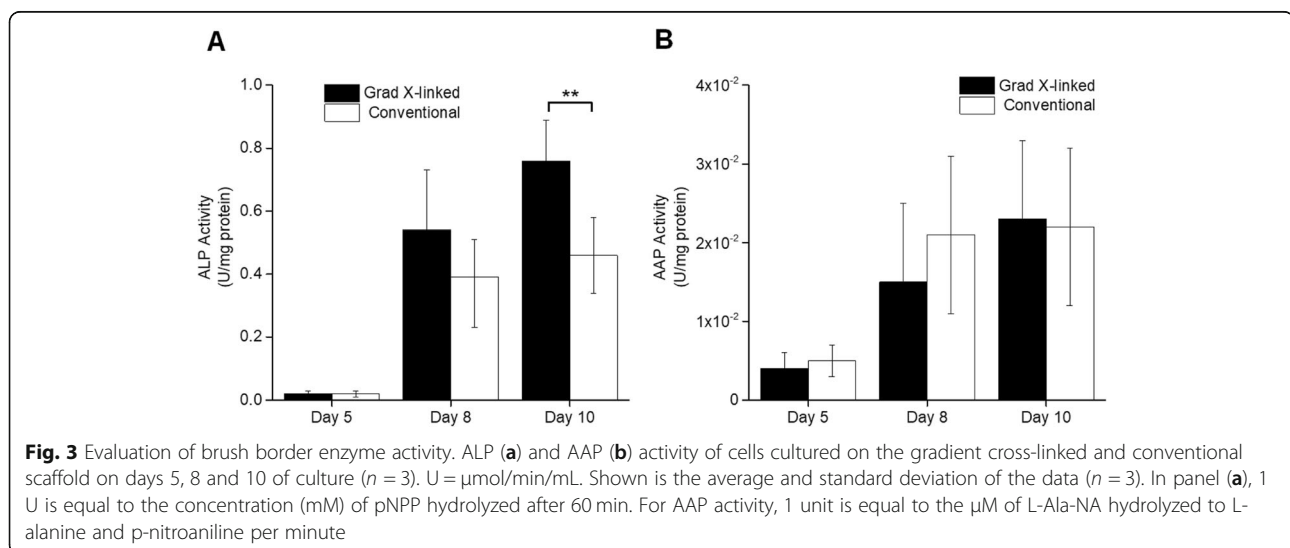 A
B
Grad X-linked
Conventional
**
ALP Activity
(U/mg protein)
1.0
0.8
0.6
0.4
0.2
0.0
Day 5
Day 8
Day 10
Grad X-linked
Conventional
AAP Activity
(U/mg protein)
4x10⁻²
3x10⁻²
2x10⁻²
1x10⁻²
0
Day 5
Day 8
Day 10
Fig. 3 Evaluation of brush border enzyme activity. ALP (a) and AAP (b) activity of cells cultured on the gradient cross-linked and conventional
scaffold on days 5, 8 and 10 of culture (n = 3). U = μmol/min/mL. Shown is the average and standard deviation of the data (n = 3). In panel (a), 1
U is equal to the concentration (mM) of pNPP hydrolyzed after 60 min. For AAP activity, 1 unit is equal to the μM of L-Ala-NA hydrolyzed to L-
alanine and p-nitroaniline per minute